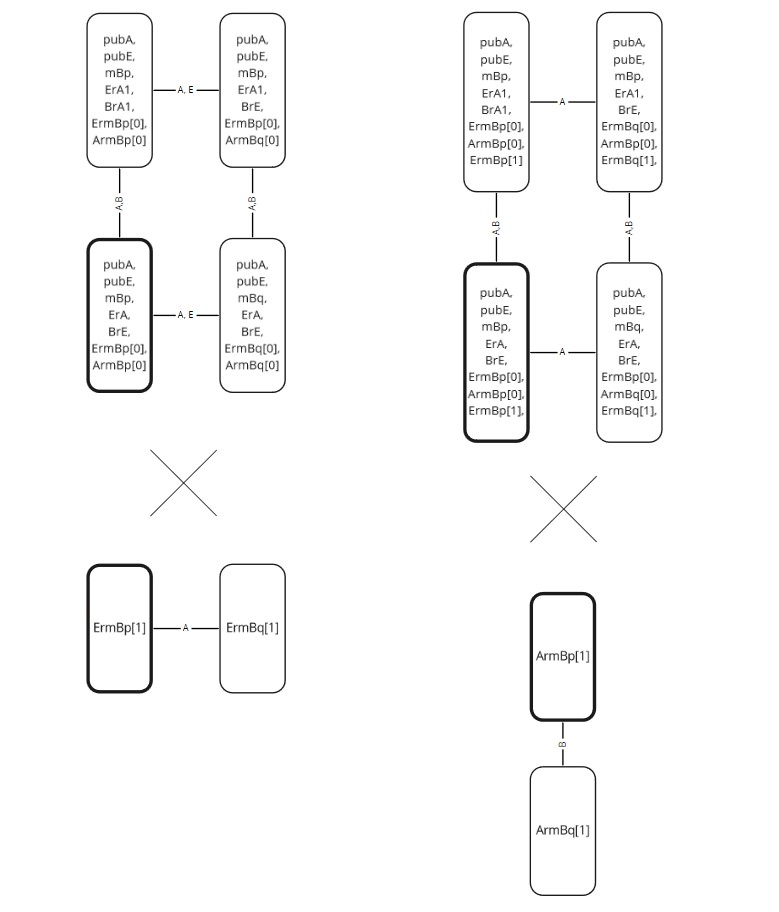 pubA,
pubE,
mBp,
ErA1,
BrA1,
ErmBp[0],
ArmBp[0]
A, E
pubA,
pubE,
mBp,
ErA1,
BrE,
ErmBp[0],
ArmBq[0]
A,B
A,B
pubA,
pubE,
mBp,
ErA,
BrE,
ErmBp[0],
ArmBp[0]
A, E
pubA,
pubE,
mBq,
ErA,
BrE,
ErmBq[0],
ArmBq[0]
ErmBp[1]
A
ErmBq[1]
pubA,
pubE,
mBp,
ErA1,
BrA1,
ErmBp[0],
ArmBp[0],
ErmBp[1]
A
pubA,
pubE,
mBp,
ErA1,
BrE,
ErmBq[0],
ArmBp[0],
ErmBq[1],
A,B
A,B
pubA,
pubE,
mBp,
ErA,
BrE,
ErmBp[0],
ArmBp[0],
ErmBp[1],
A
pubA,
pubE,
mBq,
ErA,
BrE,
ErmBp[0],
ArmBq[0],
ErmBq[1],
ArmBp[1]
B
ArmBq[1]